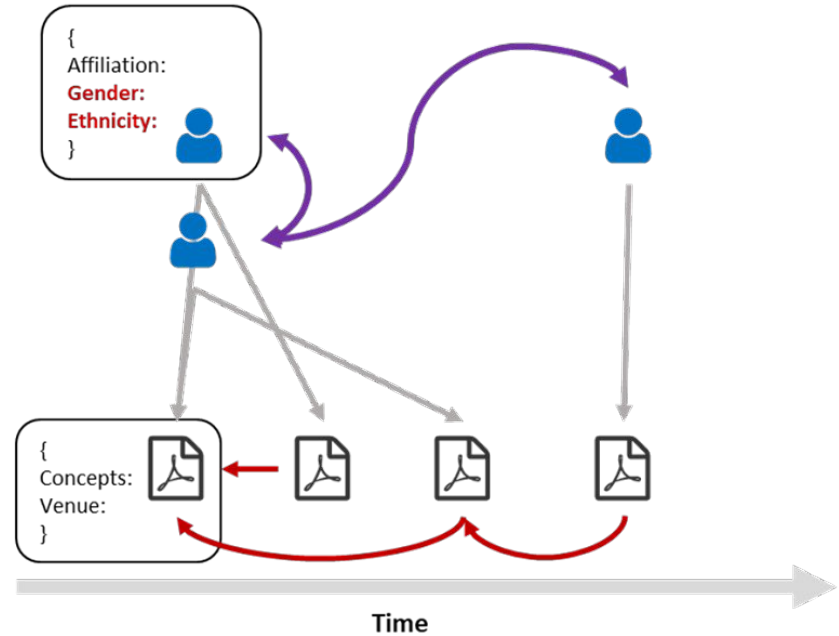 {
Affiliation:
Gender:
Ethnicity:
}
{
Concepts:
Venue:
}
Time